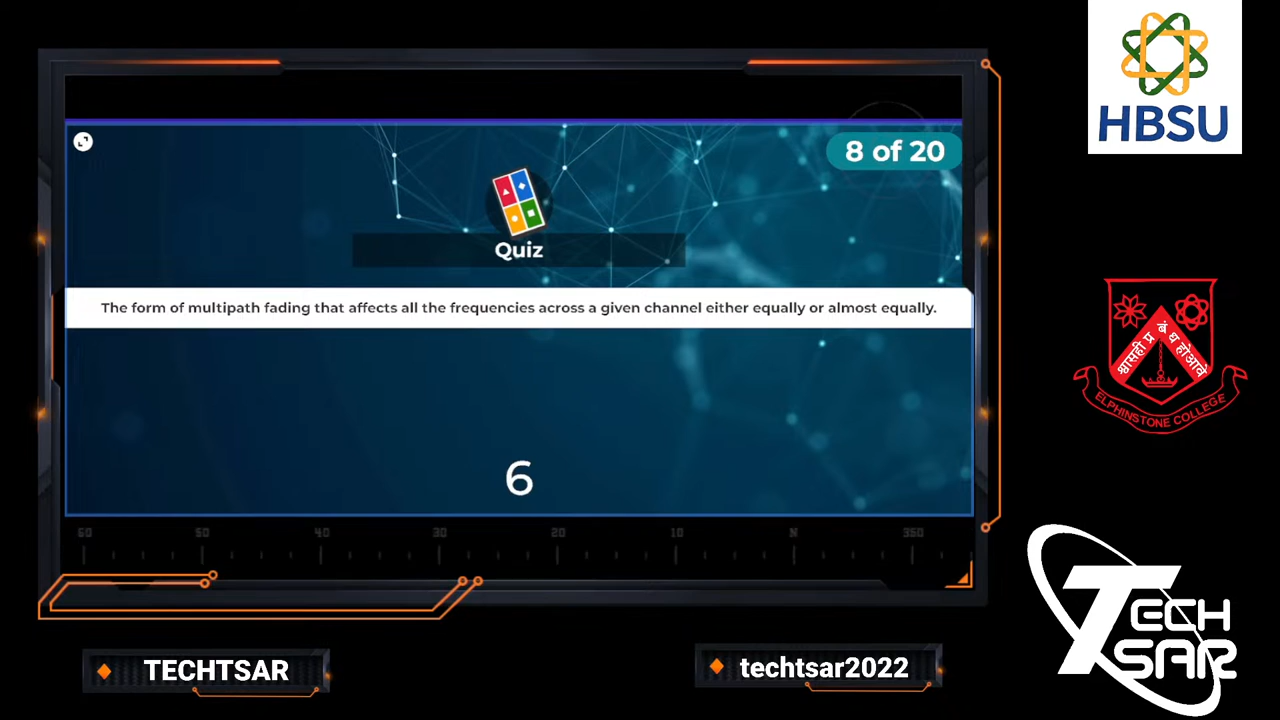 HBSU
8 of 20
Quiz
The form of multipath fading that affects all the frequencies across a given channel either equally or almost equally.
6
60 50 40 30 20 10 N 350
ELPHINSTONE COLLEGE
TECH
SAR
TECHTSAR
techtsar2022